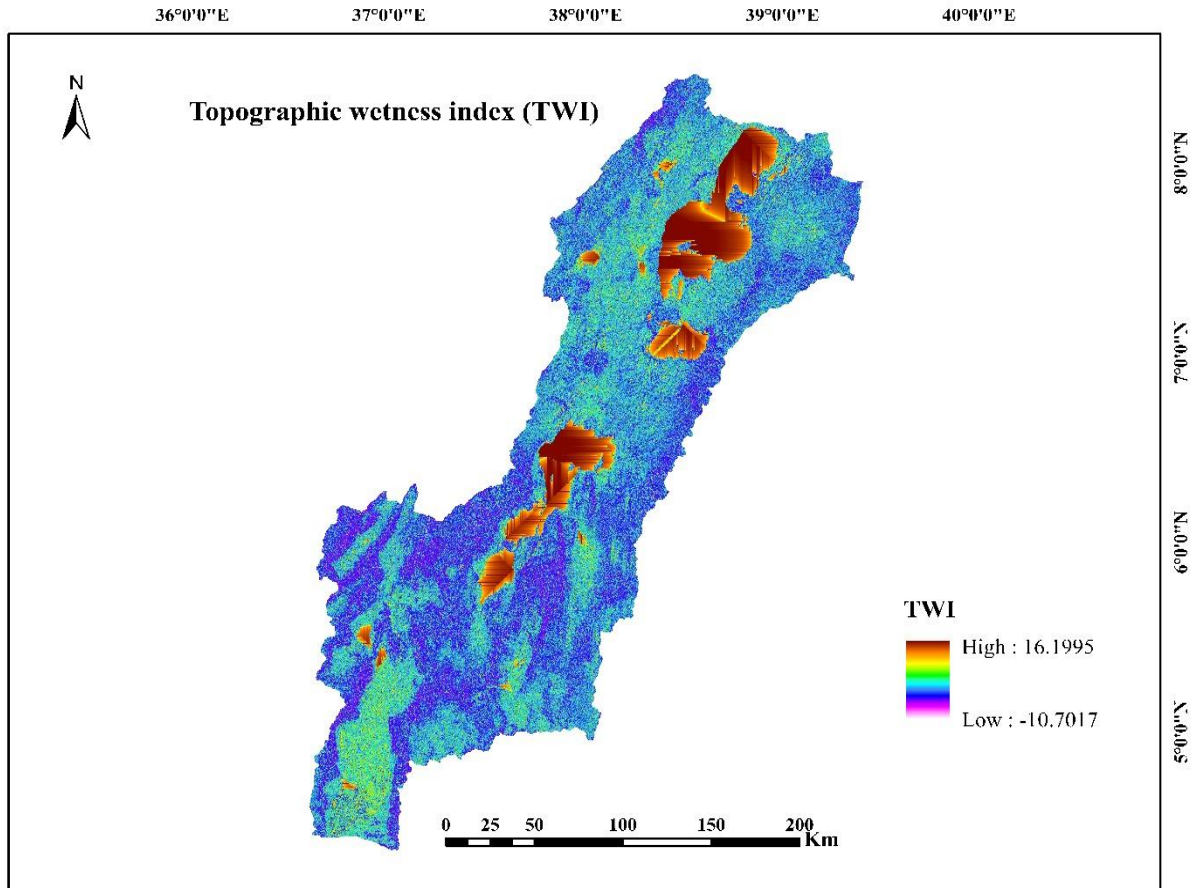 36°0'0"E 37°0'0"E 38°0'0"E 39°0'0"E 40°0'0"E
N
Topographic wetness index (TWI)
8°0'0"N
7°0'0"N
6°0'0"N
5°0'0"N
TWI
High : 16.1995
Low : -10.7017
0 25 50 100 150 200
Km